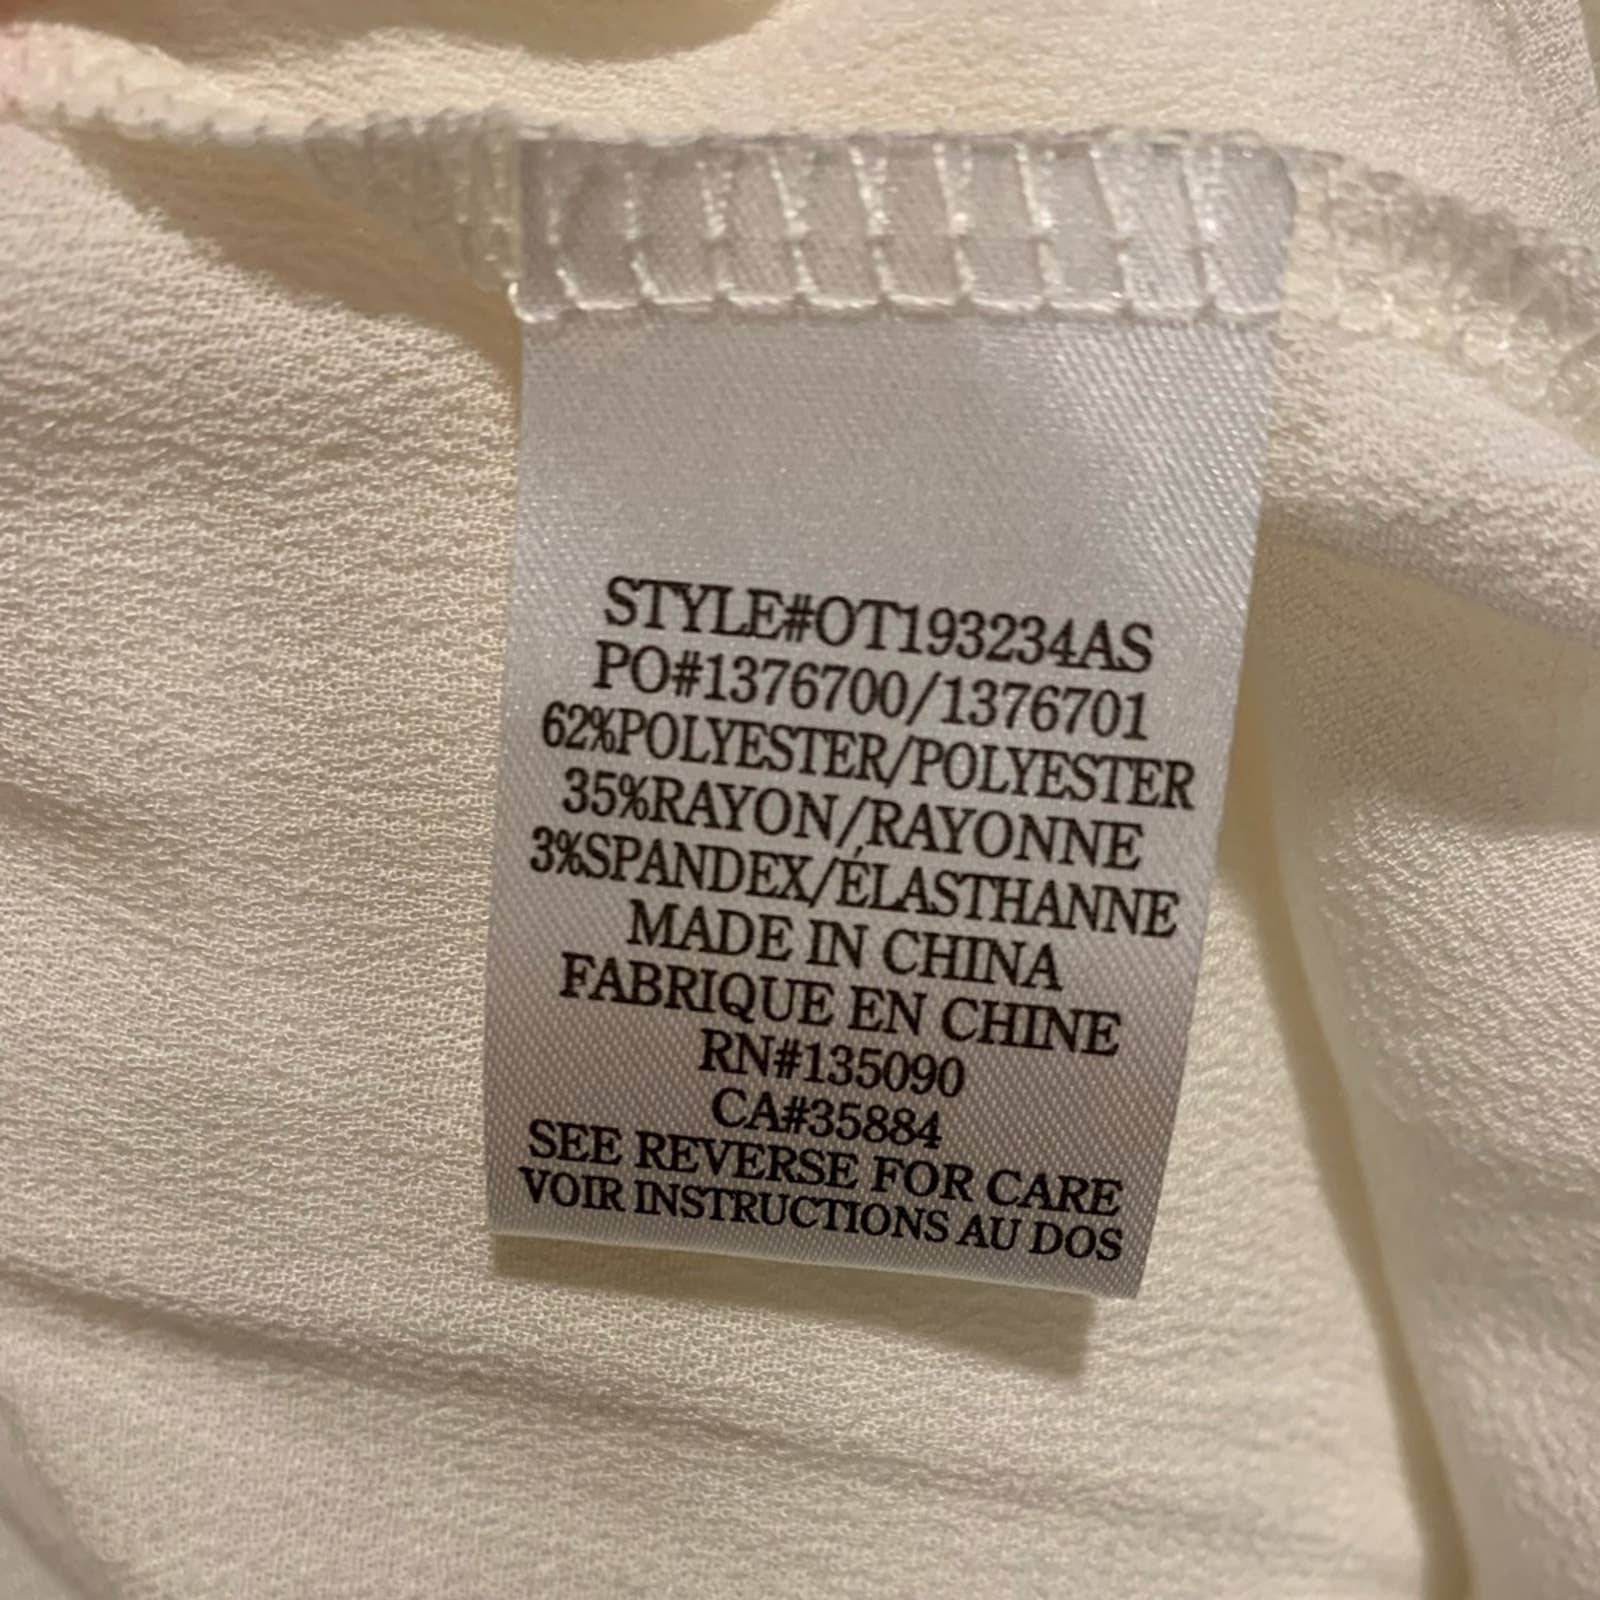 STYLE#OT193234AS
PO#1376700/1376701
62%POLYESTER/POLYESTER
35%RAYON/RAYONNE
3%SPANDEX/ÉLASTHANNE
MADE IN CHINA
FABRIQUE EN CHINE
RN#135090
CA#35884
SEE REVERSE FOR CARE
VOIR INSTRUCTIONS AU DOS